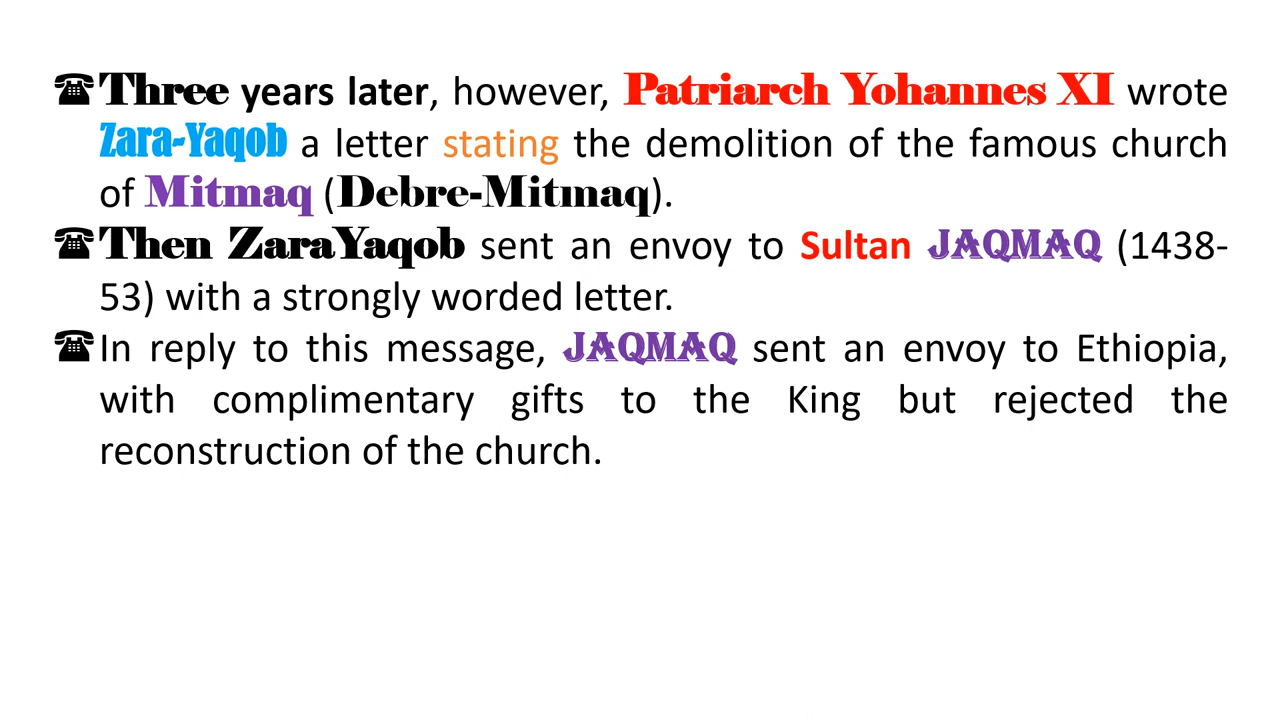 ☎Three years later, however, Patriarch Yohannes XI wrote
Zara-Yaqob a letter stating the demolition of the famous church
of Mitmaq (Debre-Mitmaq).
☎Then ZaraYaqob sent an envoy to Sultan JAQMAQ (1438-
53) with a strongly worded letter.
☎In reply to this message, JAQMAQ sent an envoy to Ethiopia,
with complimentary gifts to the King but rejected the
reconstruction of the church.